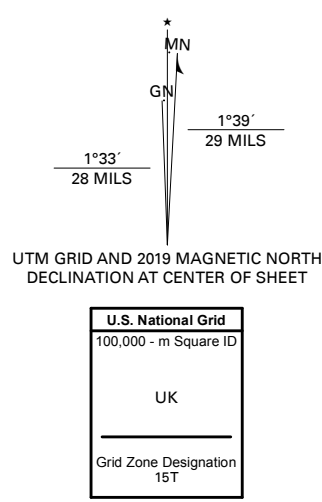 ★
MN
GN
1°39´
29 MILS
1°33´
28 MILS
UTM GRID AND 2019 MAGNETIC NORTH
DECLINATION AT CENTER OF SHEET
U.S. National Grid
100,000 - m Square ID
UK
Grid Zone Designation
15T